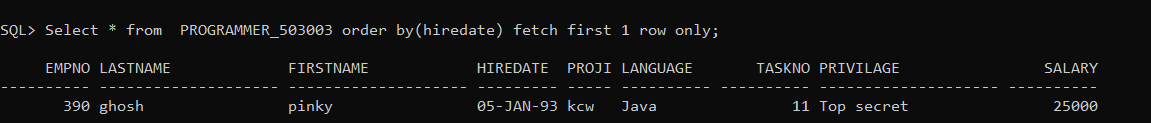 SQL> Select * from  PROGRAMMER_503003 order by(hiredate) fetch first 1 row only;
     EMPNO LASTNAME             FIRSTNAME           HIREDATE  PROJI LANGUAGE       TASKNO PRIVILAGE                SALARY
---------- -------------------- ------------------- --------- ----- ---------- ---------- -------------------- ----------
       390 ghosh                pinky               05-JAN-93 kcw   Java               11 Top secret                25000